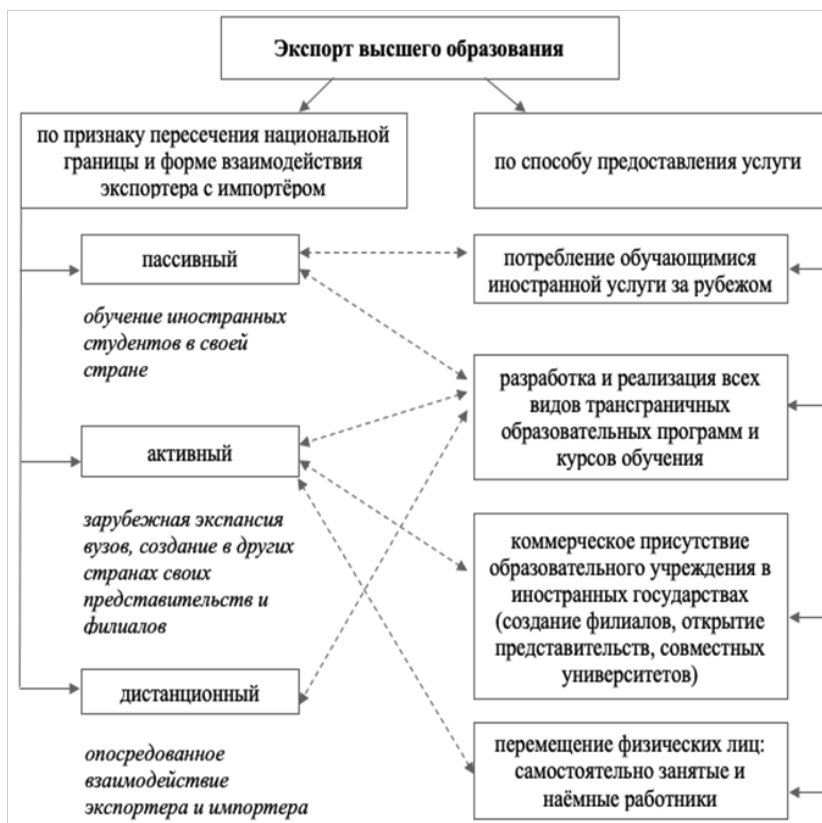 Экспорт высшего образования
по признаку пересечения национальной
границы и форме взаимодействия
экспортера с импортёром
по способу предоставления услуги
пассивный
обучение иностранных
студентов в своей
стране
активный
зарубежная экспансия
вузов, создание в других
странах своих
представительств и
филиалов
дистанционный
опосредованное
взаимодействие
экспортера и импортера
потребление обучающимися
иностранной услуги за рубежом
разработка и реализация всех
видов трансграничных
образовательных программ и
курсов обучения
коммерческое присутствие
образовательного учреждения в
иностранных государствах
(создание филиалов, открытие
представительств, совместных
университетов)
перемещение физических лиц:
самостоятельно занятые и
наёмные работники